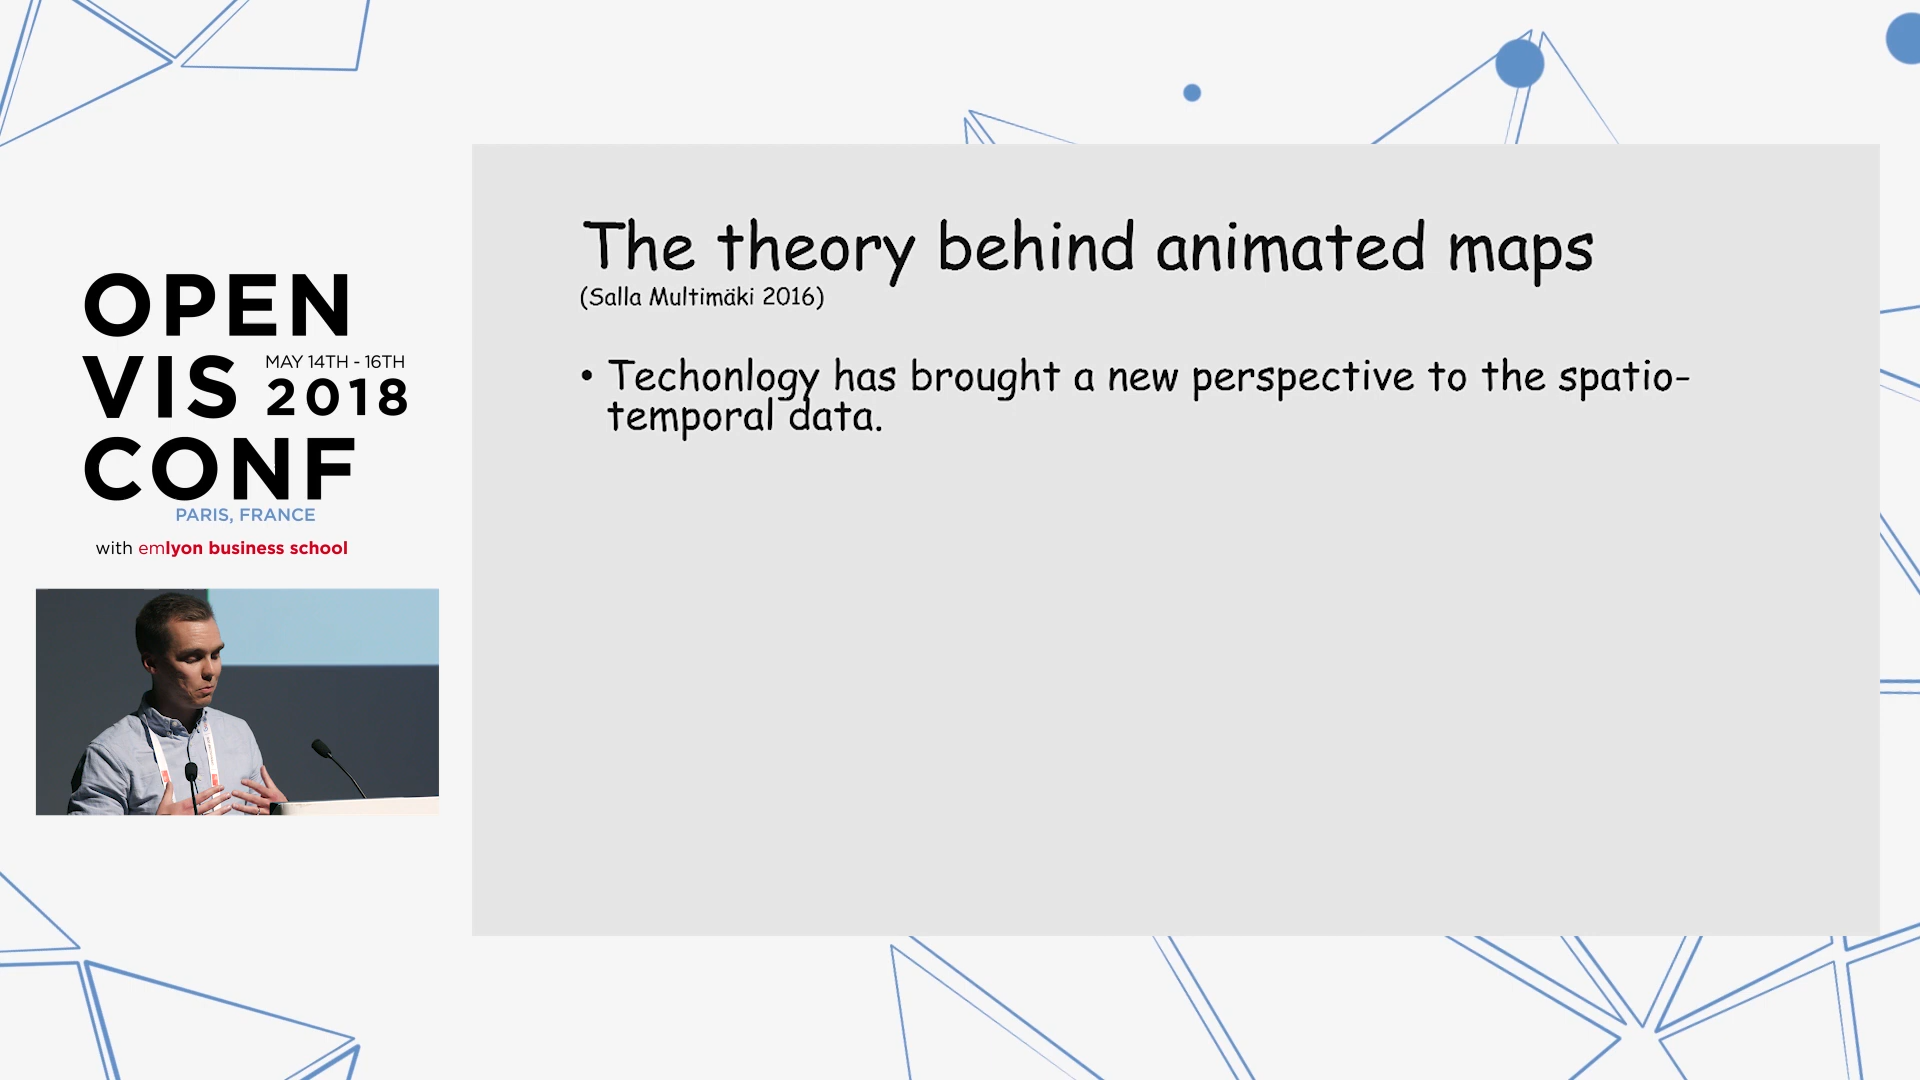 OPEN
VIS
MAY 14TH - 16TH
2018
CONF
PARIS, FRANCE
with emlyon business school
The theory behind animated maps
(Salla Multimäki 2016)
• Techonlogy has brought a new perspective to the spatio-
temporal data.